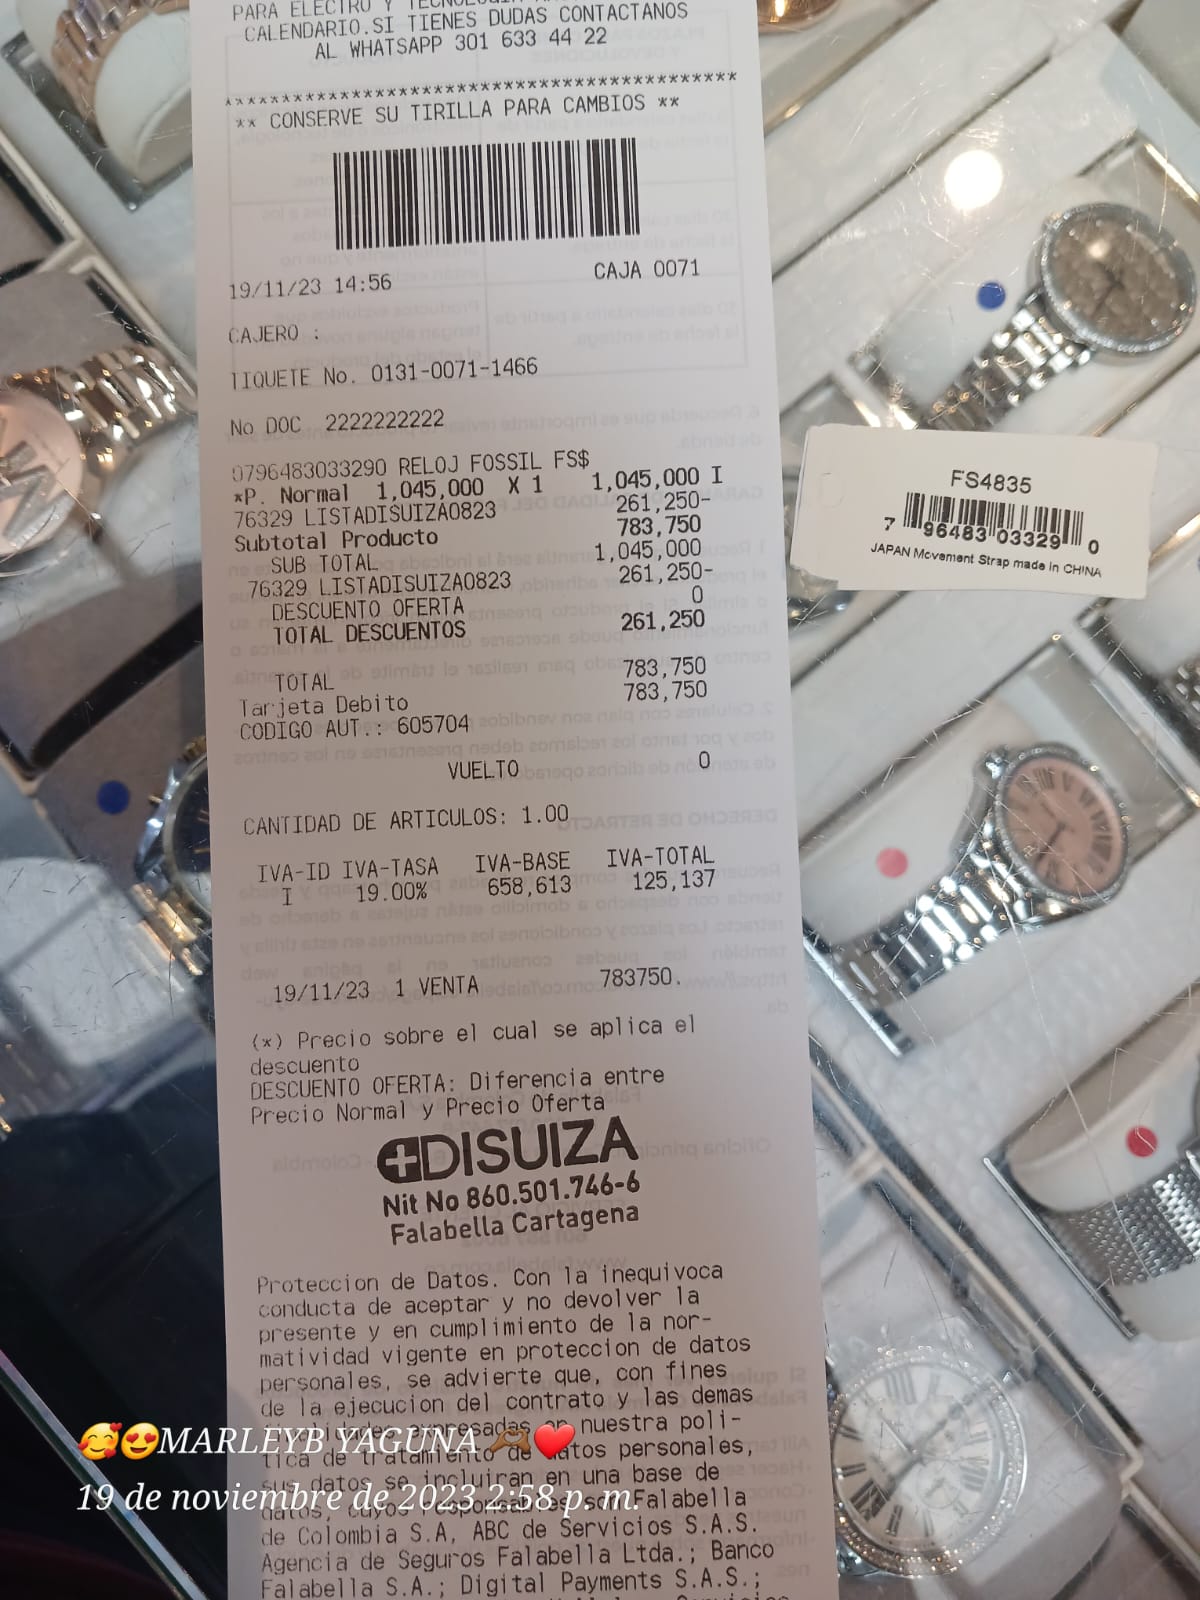 PARA ELECTRO Y
CALENDARIO.SI TIENES DUDAS CONTACTANOS
AL WHATSAPP 301 633 44 22
*************************************
** CONSERVE SU TIRILLA PARA CAMBIOS **
19/11/23 14:56 CAJA 0071
CAJERO :
TIQUETE No. 0131-0071-1466
No DOC 2222222222
0796483033290 RELOJ FOSSIL FS$
*P. Normal 1,045,000 X 1 1,045,000 I
76329 LISTADISUIZA0823 261,250-
Subtotal Producto 783,750
SUB TOTAL 1,045,000
76329 LISTADISUIZA0823 261,250-
DESCUENTO OFERTA 0
TOTAL DESCUENTOS 261,250
TOTAL 783,750
Tarjeta Debito 783,750
CODIGO AUT.: 605704
VUELTO 0
CANTIDAD DE ARTICULOS: 1.00
IVA-ID IVA-TASA IVA-BASE IVA-TOTAL
I 19.00% 658,613 125,137
19/11/23 1 VENTA 783750.
(*) Precio sobre el cual se aplica el
descuento
DESCUENTO OFERTA: Diferencia entre
Precio Normal y Precio Oferta
DISUIZA
Nit No 860.501.746-6
Falabella Cartagena
Proteccion de Datos. Con la inequivoca
conducta de aceptar y no devolver la
presente y en cumplimiento de la nor-
matividad vigente en proteccion de datos
personales, se advierte que, con fines
de la ejecucion del contrato y las demas
expresadas en nuestra poli-
tica de tratamiento de datos personales,
sus datos se incluiran en una base de
datos, cuyos responsables son Falabella
de Colombia S.A, ABC de Servicios S.A.S.
Agencia de Seguros Falabella Ltda.; Banco
Falabella S.A.; Digital Payments S.A.S.;
FS4835
7 96483 03329 0
JAPAN Movement Strap made in CHINA
🥰😍MARLEYB YAGUNA 🫶🏾❤️
19 de noviembre de 2023 2:58 p. m.